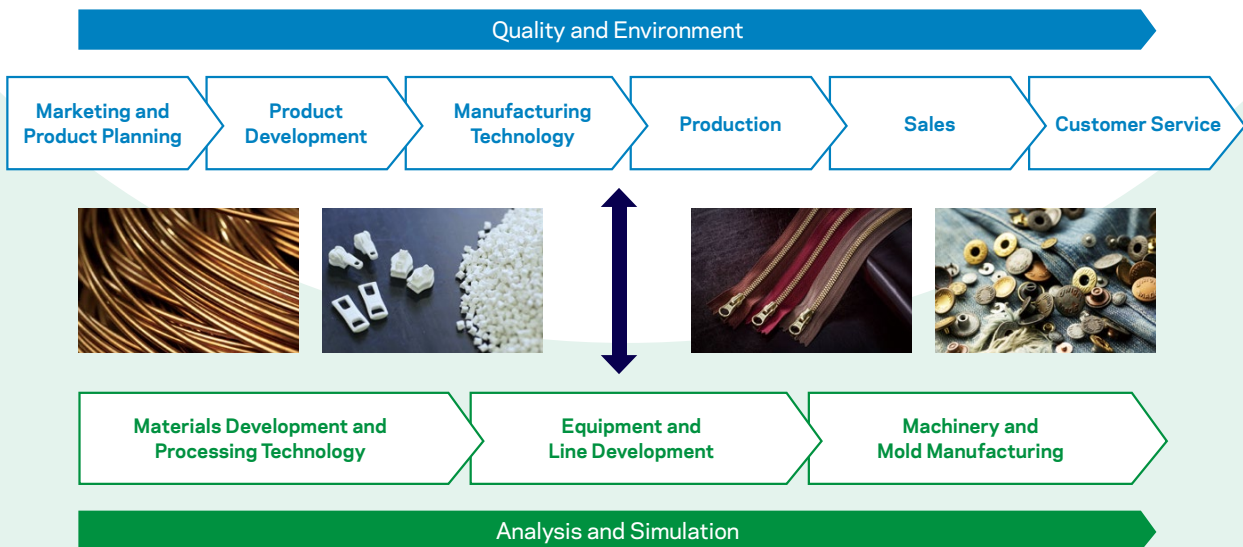 Quality and Environment
Marketing and
Product Planning
Product
Development
Manufacturing
Technology
Production
Sales
Customer Service
Materials Development and
Processing Technology
Equipment and
Line Development
Machinery and
Mold Manufacturing
Analysis and Simulation